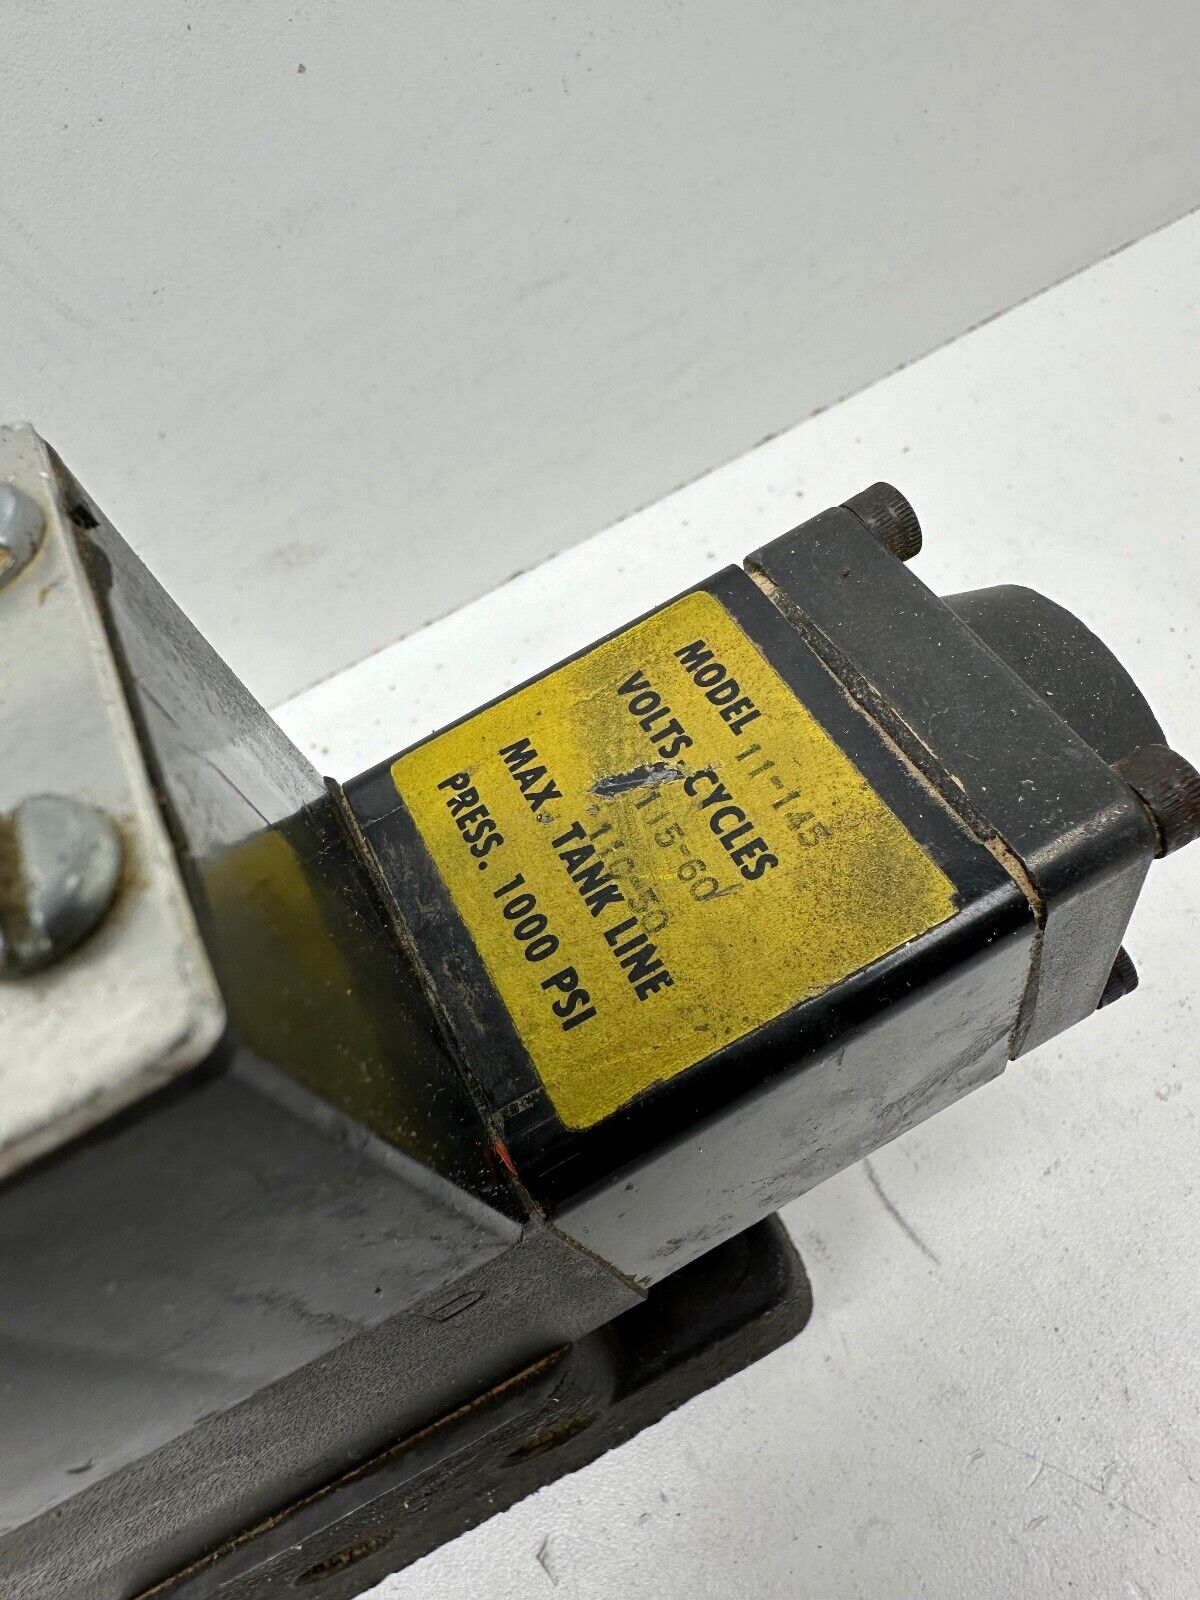 MODEL 11-145
VOLTS-CYCLES
115-60/
110-50
MAX. TANK LINE
PRESS. 1000 PSI